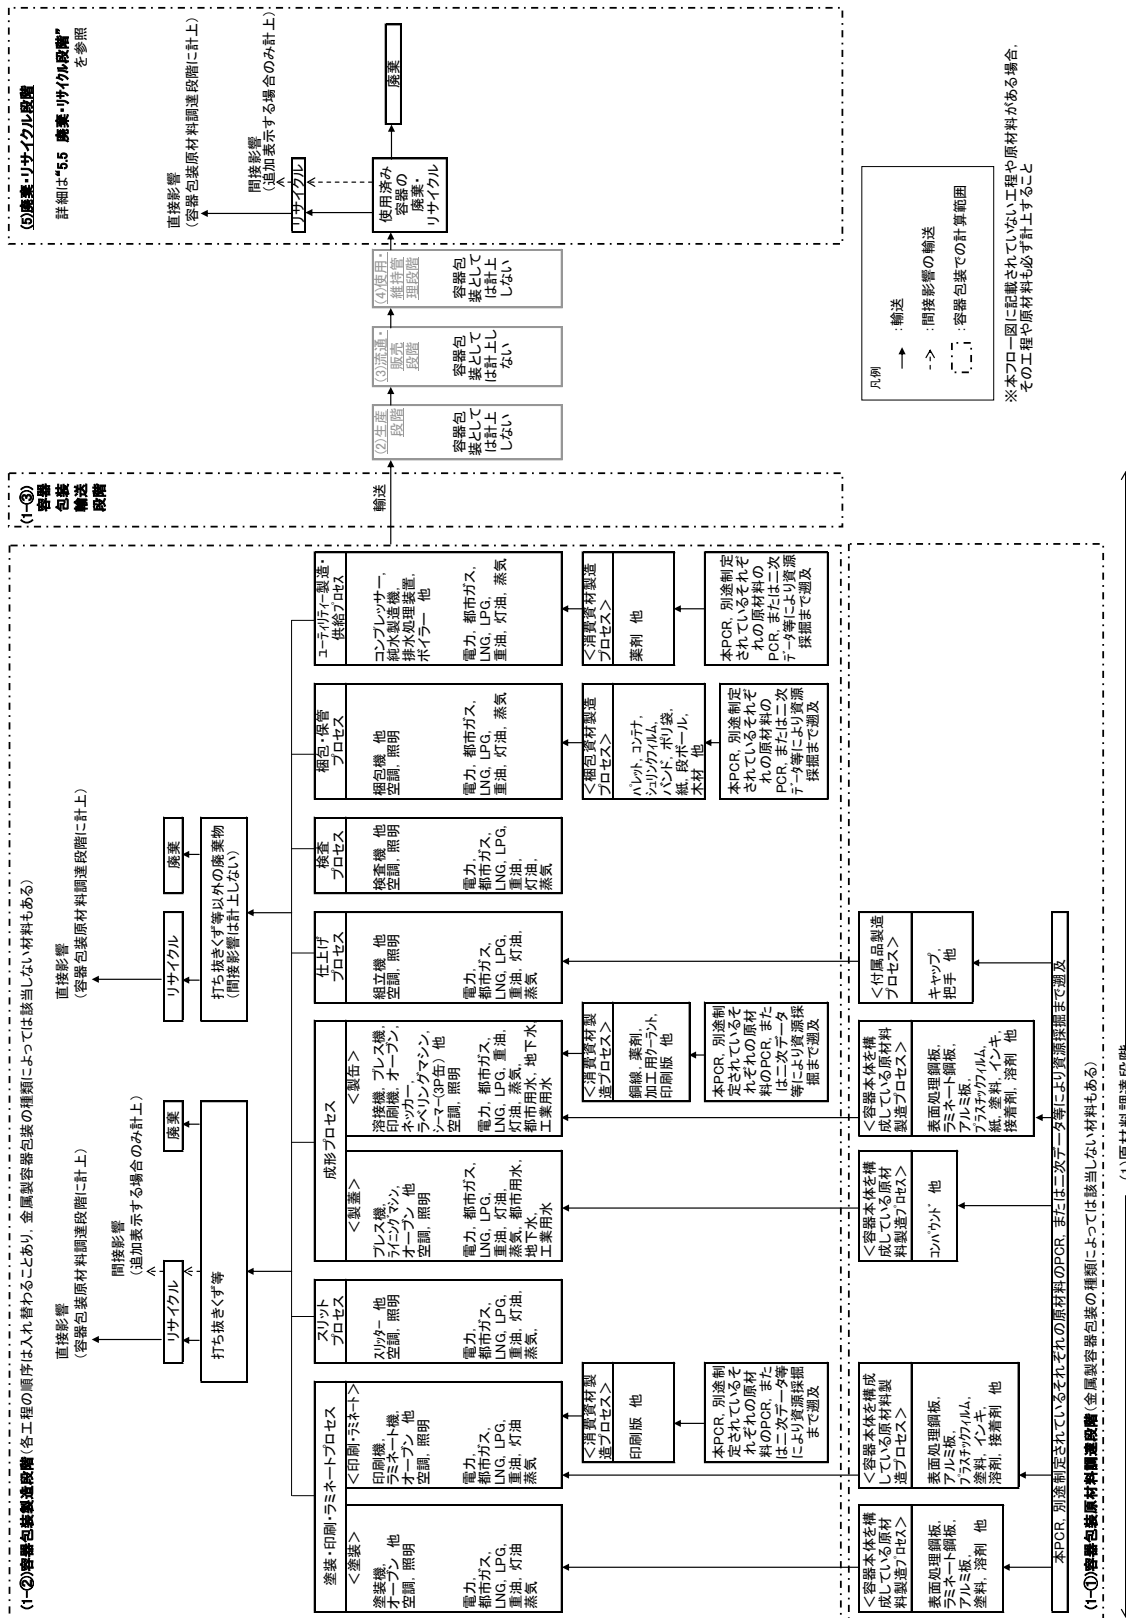 (1-②)容器包装製造段階(各工程の順序は入れ替わることあり, 金属製容器包装の種類によっては該当しない材料もある)
直接影響
(容器包装原材料調達段階に計上)
間接影響
(追加表示する場合のみ計上)
リサイクル
廃棄
打ち抜きくず等
直接影響
(容器包装原材料調達段階に計上)
リサイクル
廃棄
打ち抜きくず等以外の廃棄物
(間接影響は計上しない)
塗装・印刷・ラミネートプロセス
<塗装>
塗装機,
オーブン 他
空調, 照明
電力,
都市ガス,
LNG, LPG,
重油, 灯油
蒸気
<印刷・ラミネート>
印刷機,
ラミネート機,
オーブン 他
空調, 照明
電力,
都市ガス,
LNG, LPG,
重油, 灯油
蒸気
スリット
プロセス
スリッター 他
空調, 照明
電力,
都市ガス,
LNG, LPG,
重油, 灯油,
蒸気,
成形プロセス
<製蓋>
プレス機,
ライニングマシン,
オーブン 他
空調, 照明
電力, 都市ガス,
LNG, LPG,
重油, 灯油,
蒸気, 都市用水,
地下水,
工業用水
<製缶>
溶接機, プレス機,
印刷機, オーブン,
ネッカー,
ラベリングマシン,
シーマー(3P缶) 他
空調, 照明
電力, 都市ガス,
LNG, LPG, 重油,
灯油, 蒸気,
都市用水, 地下水,
工業用水
仕上げ
プロセス
組立機 他
空調, 照明
電力,
都市ガス,
LNG, LPG,
重油, 灯油,
蒸気
検査
プロセス
検査機 他
空調, 照明
電力,
都市ガス,
LNG, LPG,
重油,
灯油,
蒸気
梱包・保管
プロセス
梱包機 他
空調, 照明
電力, 都市ガス,
LNG, LPG,
重油, 灯油, 蒸気
ユーティリティー製造・
供給プロセス
コンプレッサー,
純水製造機,
排水処理装置,
ボイラー 他
電力, 都市ガス,
LNG, LPG,
重油, 灯油, 蒸気
<消費資材製
造プロセス>
印刷版 他
本PCR, 別途制
定されているそ
れぞれの原材
料のPCR, また
は二次データ等
により資源採掘
まで遡及
<消費資材製
造プロセス>
銅線, 薬剤,
加工用クーラント,
印刷版 他
本PCR, 別途制
定されているそ
れぞれの原材
料のPCR, また
は二次データ
等により資源採
掘まで遡及
<梱包資材製造
プロセス>
パレット, コンテナ,
シュリンクフィルム,
バンド, ポリ袋,
紙, 段ボール,
木材 他
本PCR, 別途制定
されているそれぞ
れの原材料の
PCR, または二次
データ等により資源
採掘まで遡及
<消費資材製造
プロセス>
薬剤 他
本PCR, 別途制定
されているそれぞ
れの原材料の
PCR, または二次
データ等により資源
採掘まで遡及
<容器本体を構
成している原材
料製造プロセス>
表面処理鋼板,
ラミネート鋼板,
アルミ板,
塗料, 溶剤 他
<容器本体を構成
している原材料製
造プロセス>
表面処理鋼板,
アルミ板,
プラスチックフィルム,
塗料, インキ,
溶剤, 接着剤 他
<容器本体を構
成している原材
料製造プロセス>
コンパウンド 他
<容器本体を構
成している原材料
製造プロセス>
表面処理鋼板,
ラミネート鋼板,
アルミ板,
プラスチックフィルム,
紙, 塗料, インキ,
接着剤, 溶剤 他
<付属品製造
プロセス>
キャップ,
把手 他
本PCR, 別途制定されているそれぞれの原材料のPCR, または二次データ等により資源採掘まで遡及
(1-①)容器包装原材料調達段階(金属製容器包装の種類によっては該当しない材料もある)
(1)原材料調達段階
(1-③)
容器
包装
輸送
段階
輸送
(2)生産
段階
容器包
装として
は計上
しない
(3)流通・
販売
段階
容器包
装として
は計上し
ない
(4)使用・
維持管
理段階
容器包
装として
は計上
しない
(5)廃棄・リサイクル段階
詳細は"5.5 廃棄・リサイクル段階"
を参照
直接影響
(容器包装原材料調達段階に計上)
間接影響
(追加表示する場合のみ計上)
リサイクル
使用済み
容器の
廃棄・
リサイクル
廃棄
凡例
:輸送
:間接影響の輸送
:容器包装での計算範囲
※本フロー図に記載されていない工程や原材料がある場合,
その工程や原材料も必ず計上すること